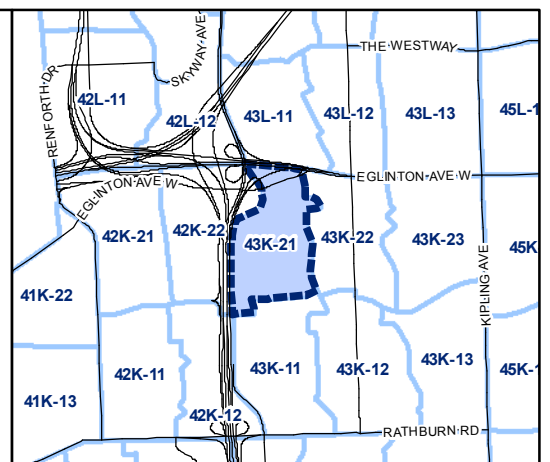 THE WESTWAY
SKYWAY AVE
RENFORTH DR
42L-11
42L-12
43L-11
43L-12
43L-13
45L-1
EGLINTON AVE W
EGLINTON AVE W
42K-21
42K-22
43K-21
43K-22
43K-23
45K
KIPLING AVE
41K-22
42K-11
43K-11
43K-12
43K-13
45K-1
41K-13
42K-12
RATHBURN RD